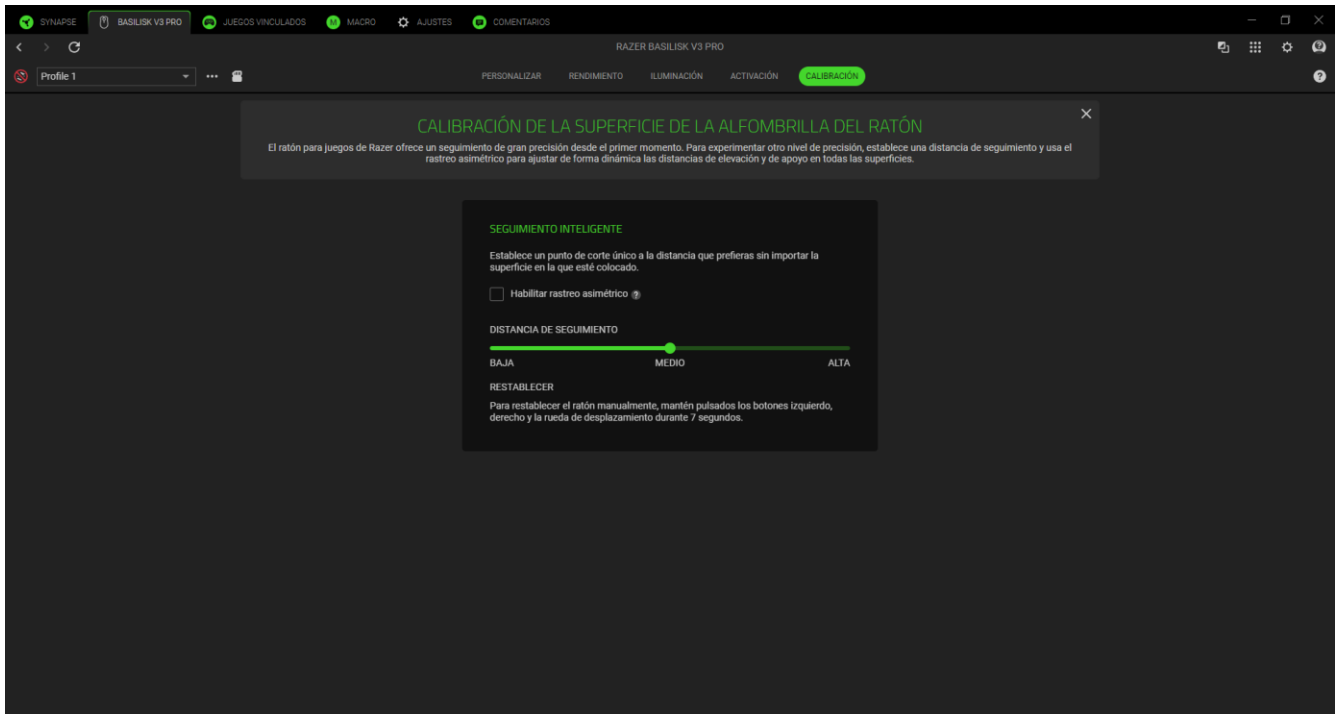 SYNAPSE
BASILISK V3 PRO
JUEGOS VINCULADOS
M
MACRO
AJUSTES
COMENTARIOS
RAZER BASILISK V3 PRO
Profile 1
PERSONALIZAR
RENDIMIENTO
ILUMINACIÓN
ACTIVACIÓN
CALIBRACIÓN
?
CALIBRACIÓN DE LA SUPERFICIE DE LA ALFOMBRILLA DEL RATÓN
El ratón para juegos de Razer ofrece un seguimiento de gran precisión desde el primer momento. Para experimentar otro nivel de precisión, establece una distancia de seguimiento y usa el
rastreo asimétrico para ajustar de forma dinámica las distancias de elevación y de apoyo en todas las superficies.
SEGUIMIENTO INTELIGENTE
Establece un punto de corte único a la distancia que prefieras sin importar la
superficie en la que esté colocado.
Habilitar rastreo asimétrico ?
DISTANCIA DE SEGUIMIENTO
BAJA
MEDIO
ALTA
RESTABLECER
Para restablecer el ratón manualmente, mantén pulsados los botones izquierdo,
derecho y la rueda de desplazamiento durante 7 segundos.